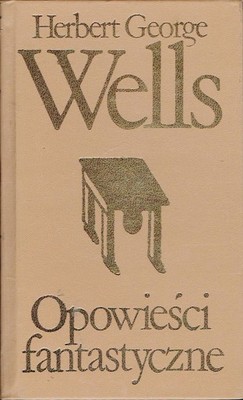 Herbert George
Wells
Opowieści
fantastyczne